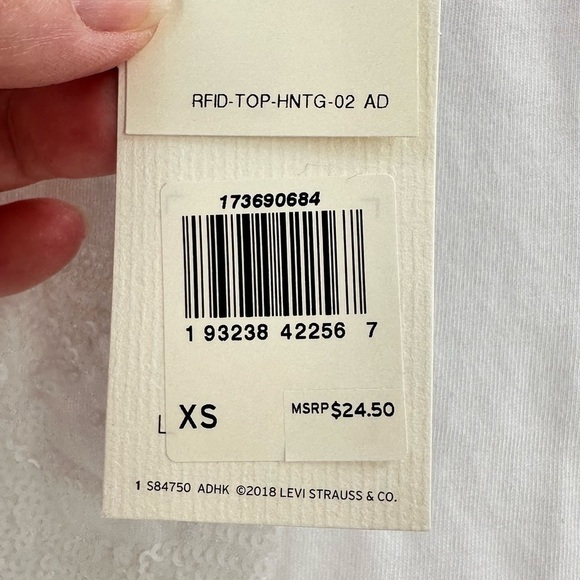 RFID-TOP-HNTG-02 AD
173690684
1 93238 42256 7
L XS
MSRP $24.50
1 S84750 ADHK ©2018 LEVI STRAUSS & CO.